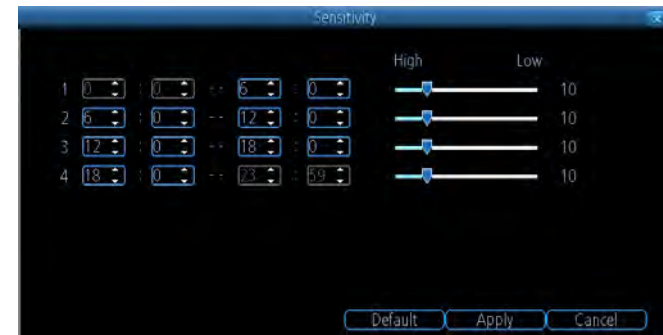 Sensitivity
High Low
1 0 : 0 -- 6 : 0 10
2 6 : 0 -- 12 : 0 10
3 12 : 0 -- 18 : 0 10
4 18 : 0 -- 23 : 59 10
Default Apply Cancel